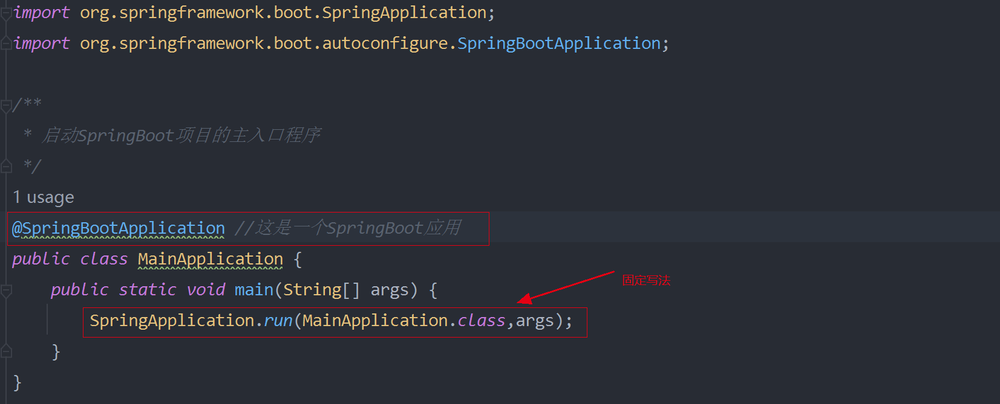 import org.springframework.boot.SpringApplication;
import org.springframework.boot.autoconfigure.SpringBootApplication;
/**
 * 启动SpringBoot项目的主入口程序
 */
1 usage
@SpringBootApplication //这是一个SpringBoot应用
public class MainApplication {
    public static void main(String[] args) {
固定写法
        SpringApplication.run(MainApplication.class,args);
    }
}